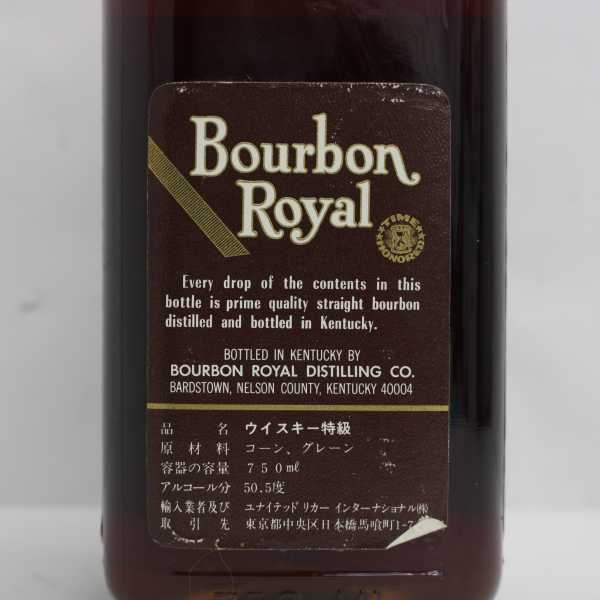 Bourbon
Royal
TIME
HONORED
Every drop of the contents in this
bottle is prime quality straight bourbon
distilled and bottled in Kentucky.
BOTTLED IN KENTUCKY BY
BOURBON ROYAL DISTILLING CO.
BARDSTOWN, NELSON COUNTY, KENTUCKY 40004
品名 ウイスキー特級
原材料 コーン、グレーン
容器の容量 750ml
アルコール分 50.5度
輸入業者及び ユナイテッド リカー インターナショナル㈱
取引先 東京都中央区日本橋馬喰町1-7